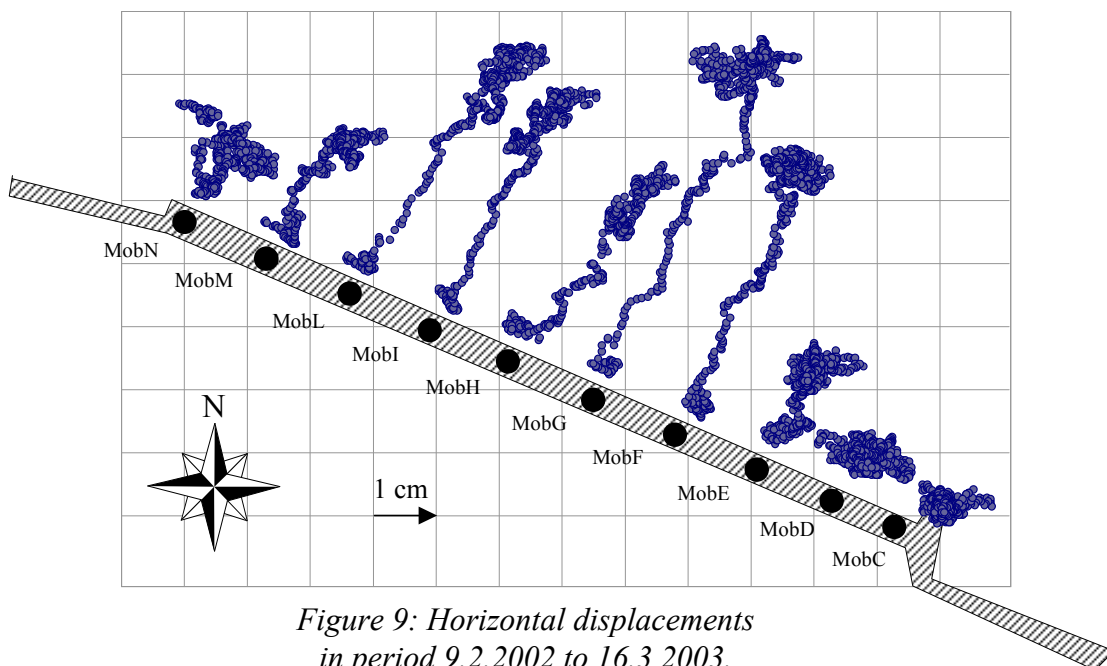 MobN
MobM
MobL
MobI
MobH
MobG
MobF
MobE
MobD
MobC
N
1 cm
Figure 9: Horizontal displacements
in period 9.2.2002 to 16.3.2003.